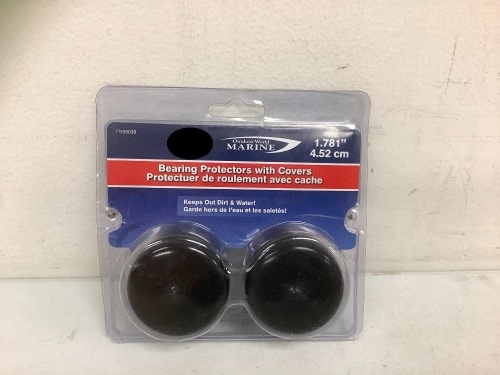 Outdoor World
MARINE
1.781"
4.52 cm
Bearing Protectors with Covers
Protectuer de roulement avec cache
Keeps Out Dirt & Water!
Garde hors de l'eau et les saletés!